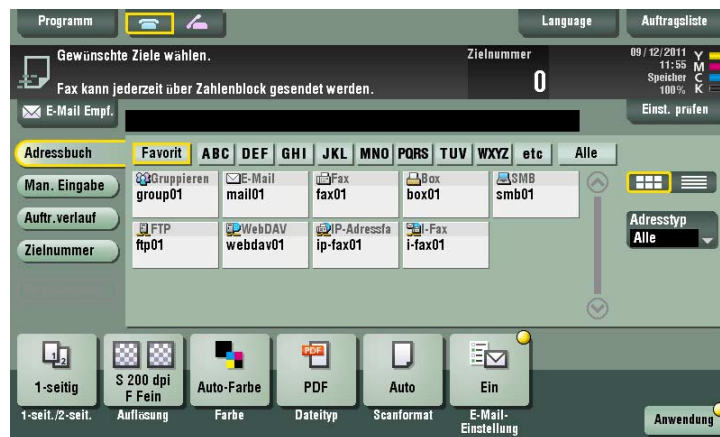 Programm
Language
Auftragsliste
Gewünschte Ziele wählen.
Zielnummer
09/12/2011
11:55
Speicher
100%
Y
M
C
K
Fax kann jederzeit über Zahlenblock gesendet werden.
0
E-Mail Empf.
Einst. prüfen
Adressbuch
Favorit ABC DEF GHI JKL MNO PQRS TUV WXYZ etc Alle
Man. Eingabe
Auftr.verlauf
Zielnummer
Gruppieren E-Mail Fax Box SMB
group01 mail01 fax01 box01 smb01
FTP WebDAV IP-Adressfa I-Fax
ftp01 webdav01 ip-fax01 i-fax01
Adresstyp
Alle
1 2
PDF
1-seitig
S 200 dpi
F Fein
Auto-Farbe
PDF
Auto
Ein
1-seit./2-seit.
Auflösung
Farbe
Dateityp
Scanformat
E-Mail-
Einstellung
Anwendung